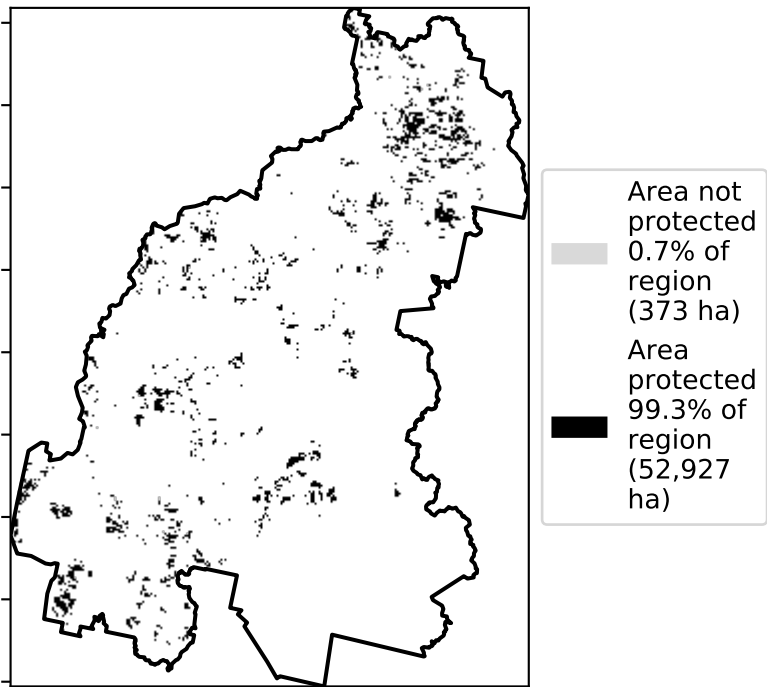 Area not
protected
0.7% of
region
(373 ha)
Area
protected
99.3% of
region
(52,927
ha)